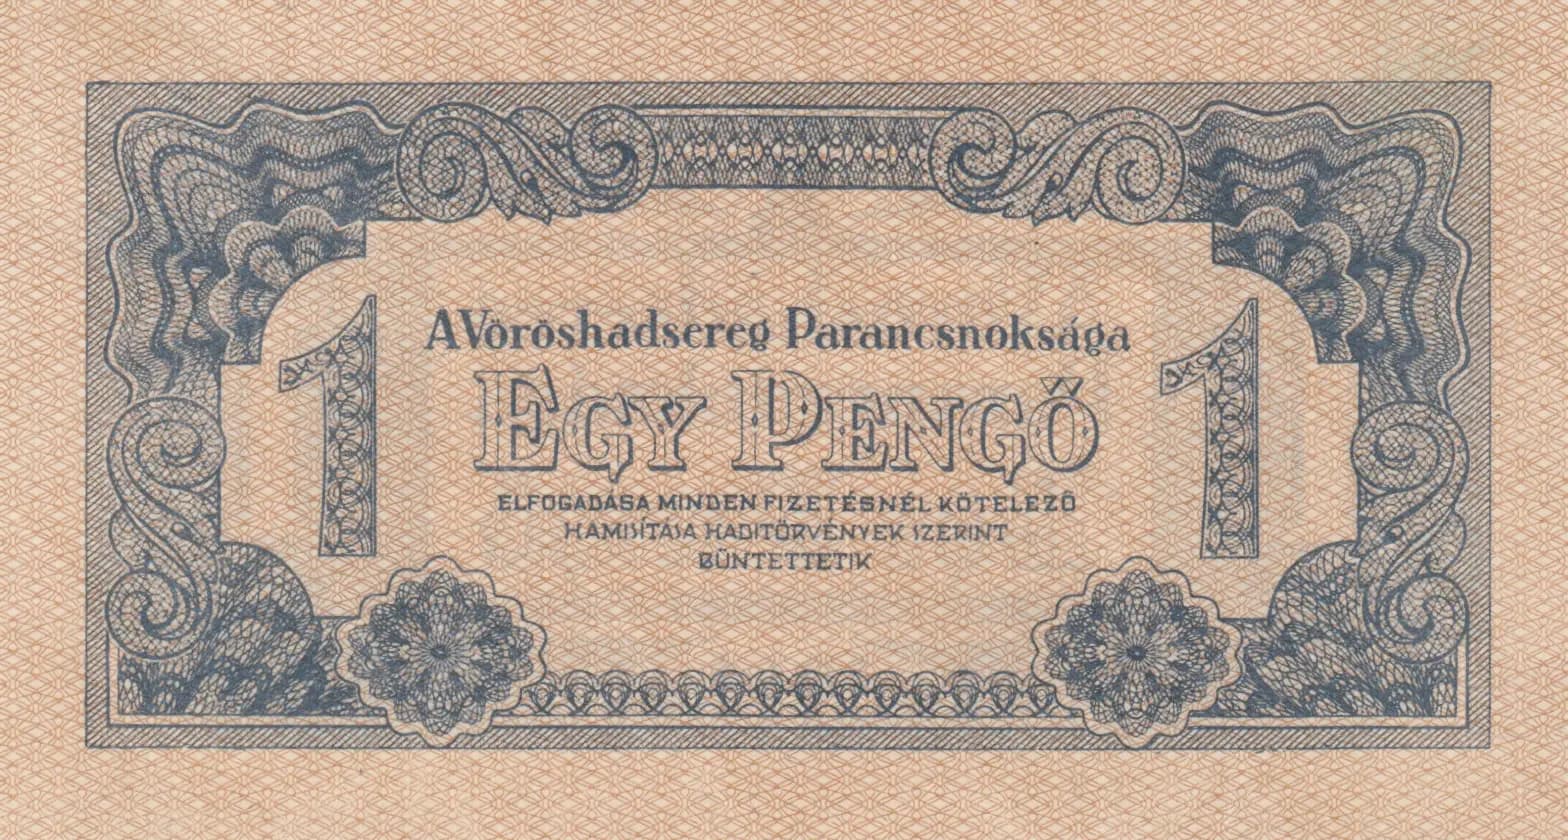 A Vöröshadsereg Parancsnoksága
1 EGY PENGŐ 1
ELFOGADÁSA MINDEN FIZETÉSNÉL KÖTELEZŐ
HAMISÍTÁSA HADITÖRVÉNYEK SZERINT
BÜNTETTETIK